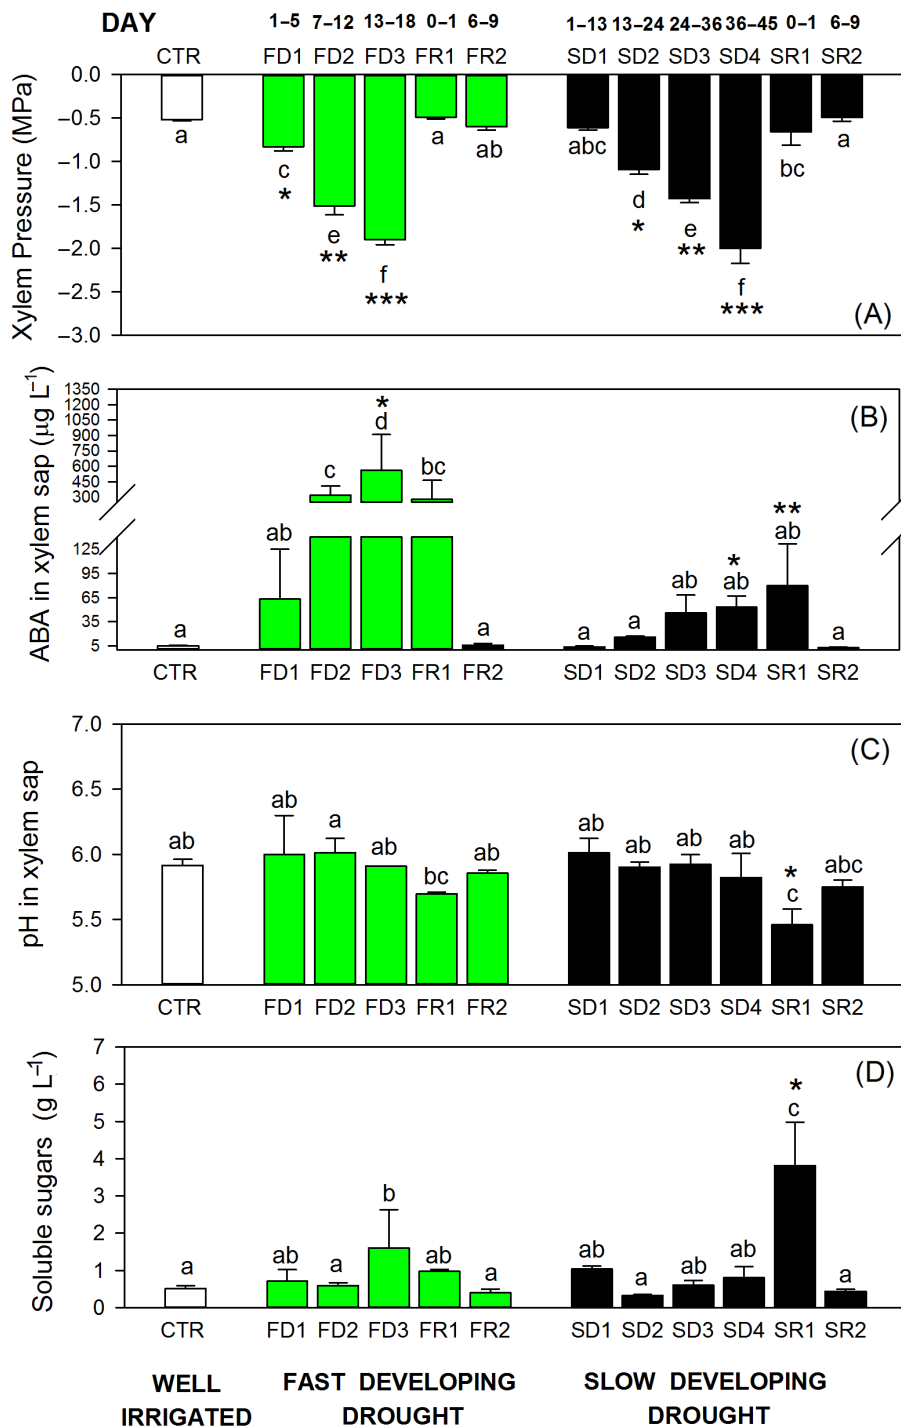 DAY 1–5 7–12 13–18 0–1 6–9 1–13 13–24 24–36 36–45 0–1 6–9
CTR FD1 FD2 FD3 FR1 FR2 SD1 SD2 SD3 SD4 SR1 SR2
Xylem Pressure (MPa)
0.0
–0.5
–1.0
–1.5
–2.0
–2.5
–3.0
a c e f a ab abc d e f bc a
* ** *** * ** ***
(A)
ABA in xylem sap (µg L–1)
1350
1200
1050
900
750
600
450
300
125
95
65
35
5
a ab c d bc a a a ab ab ab a
* * **
(B)
CTR FD1 FD2 FD3 FR1 FR2 SD1 SD2 SD3 SD4 SR1 SR2
pH in xylem sap
7.0
6.5
6.0
5.5
5.0
ab ab a ab bc ab ab ab ab ab c abc
*
(C)
CTR FD1 FD2 FD3 FR1 FR2 SD1 SD2 SD3 SD4 SR1 SR2
Soluble sugars (g L–1)
7
6
5
4
3
2
1
0
a ab a b ab a ab a ab ab c a
*
(D)
CTR FD1 FD2 FD3 FR1 FR2 SD1 SD2 SD3 SD4 SR1 SR2
WELL
IRRIGATED
FAST DEVELOPING
DROUGHT
SLOW DEVELOPING
DROUGHT